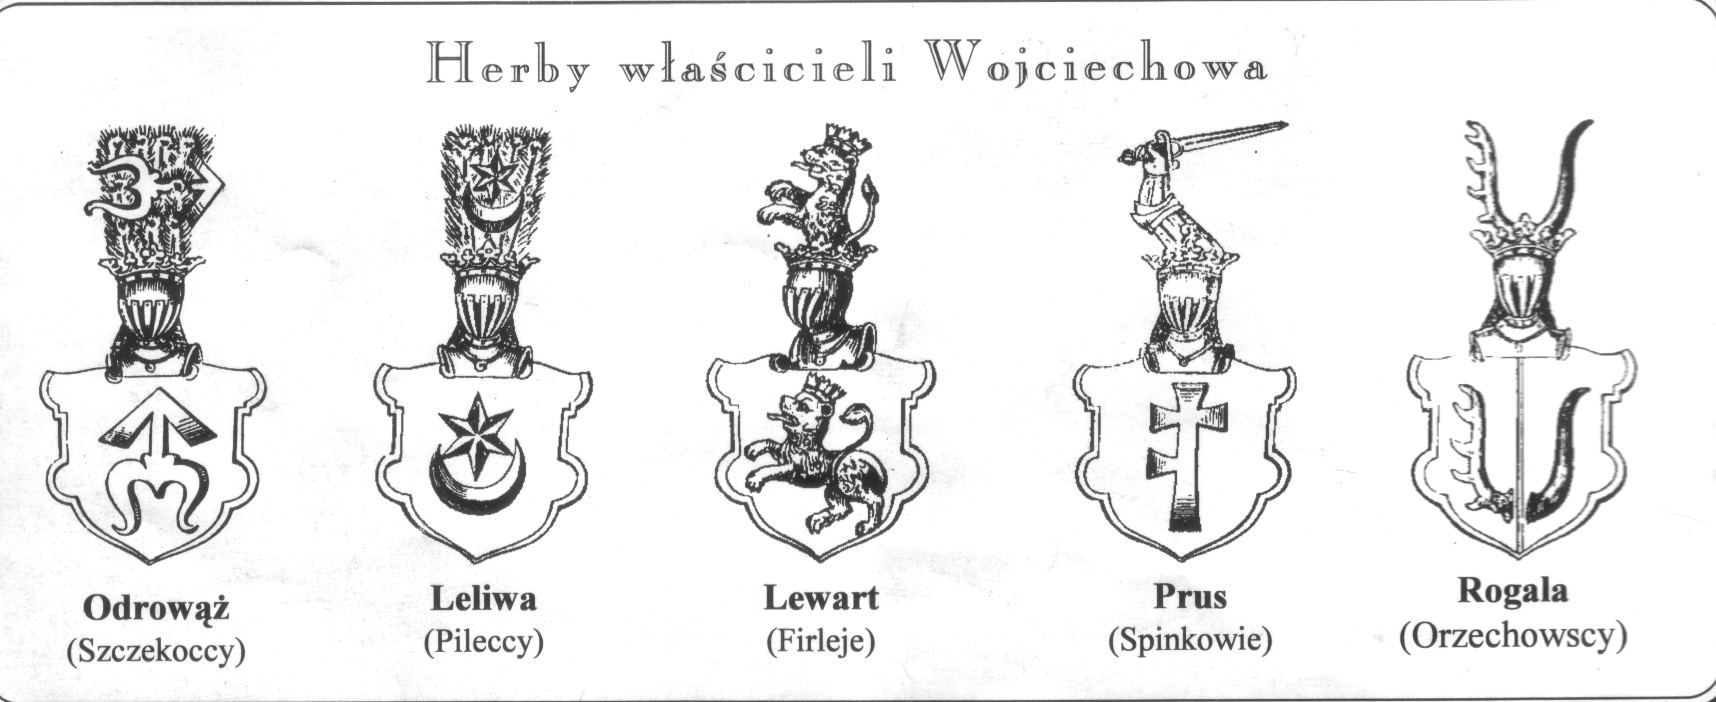 Herby właścicieli Wojciechowa
Odrowąż
(Szczekoccy)
Leliwa
(Pileccy)
Lewart
(Firleje)
Prus
(Spinkowie)
Rogala
(Orzechowscy)